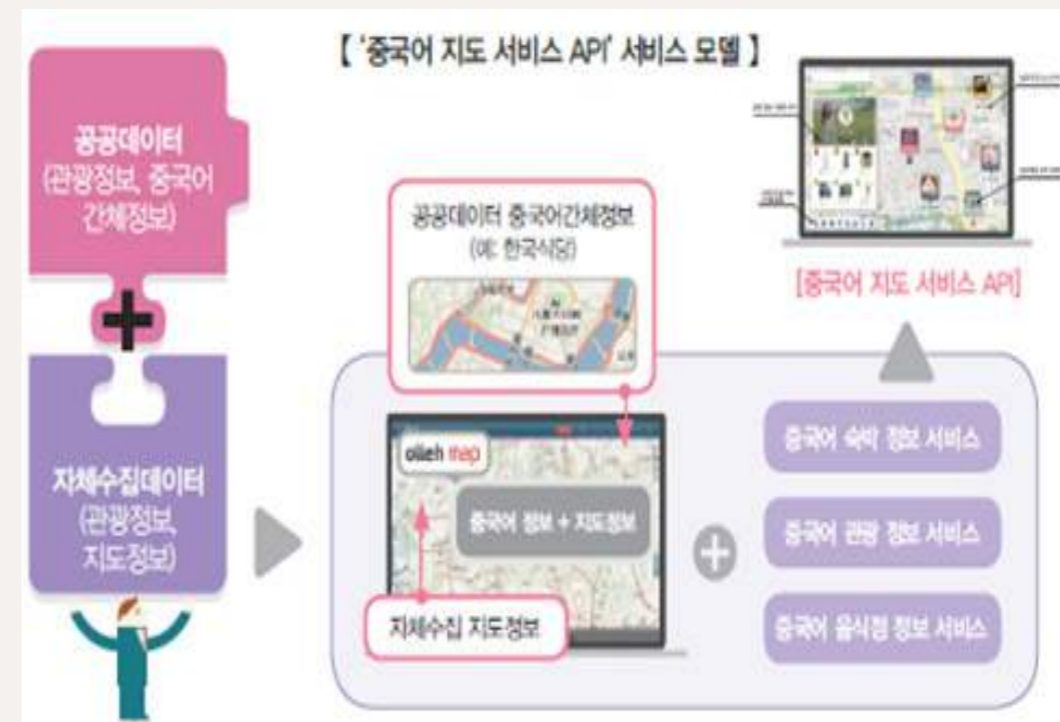 【 '중국어 지도 서비스 API' 서비스 모델 】
공공데이터
(관광정보, 중국어
간체정보)
+
자체수집데이터
(관광정보,
지도정보)
공공데이터 중국어간체정보
(예: 한국식당)
olleh map
중국어 정보 + 지도정보
자체수집 지도정보
+
중국어 숙박 정보 서비스
중국어 관광 정보 서비스
중국어 음식점 정보 서비스
[중국어 지도 서비스 API]